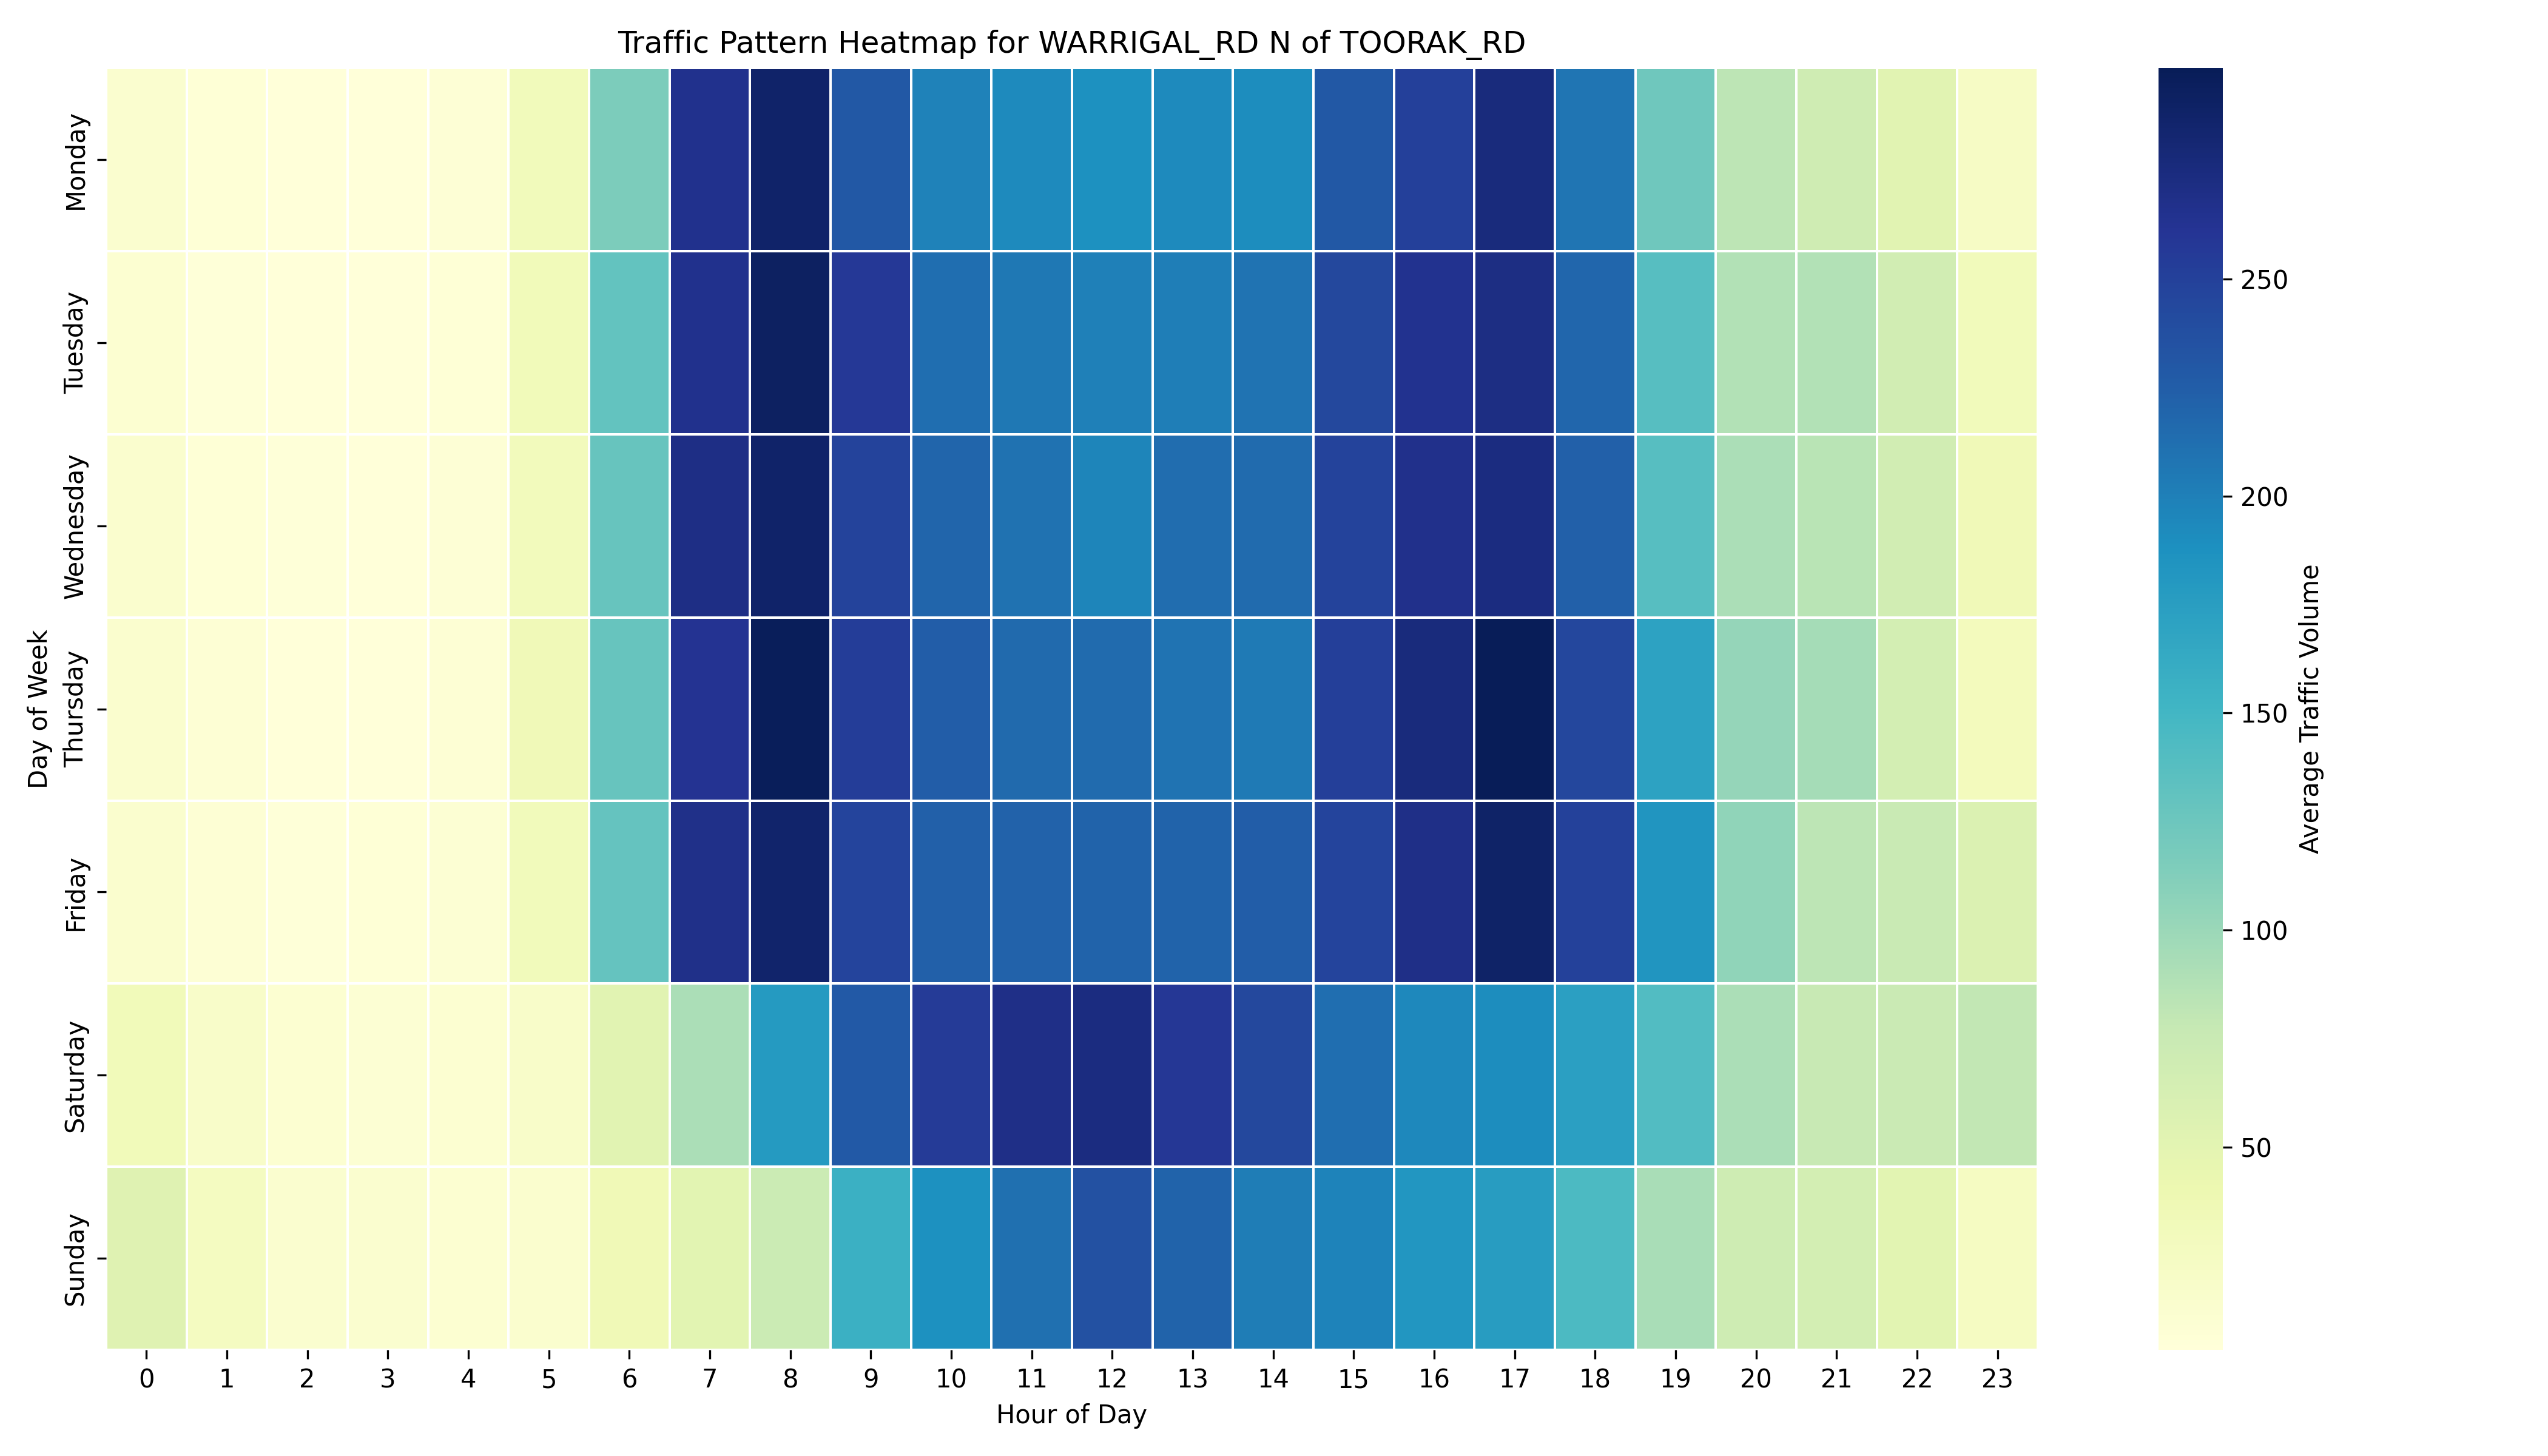 Traffic Pattern Heatmap for WARRIGAL_RD N of TOORAK_RD
Day of Week
Monday
Tuesday
Wednesday
Thursday
Friday
Saturday
Sunday
0 1 2 3 4 5 6 7 8 9 10 11 12 13 14 15 16 17 18 19 20 21 22 23
Hour of Day
250
200
150
100
50
Average Traffic Volume